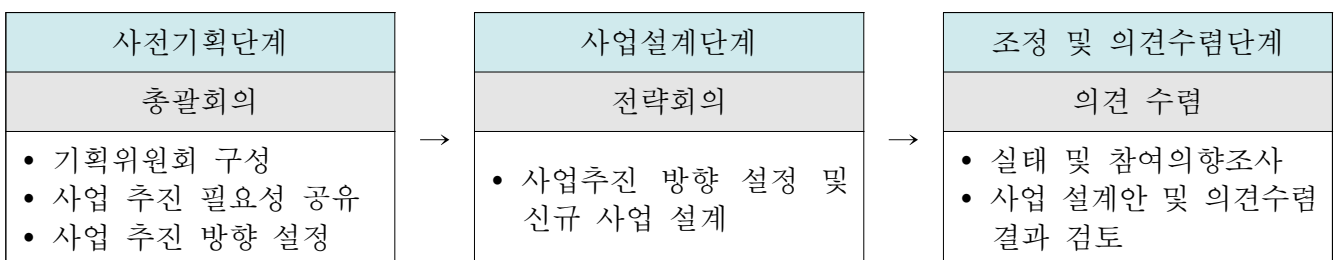 사전기획단계
총괄회의
• 기획위원회 구성
• 사업 추진 필요성 공유
• 사업 추진 방향 설정
→
사업설계단계
전략회의
• 사업추진 방향 설정 및
신규 사업 설계
→
조정 및 의견수렴단계
의견 수렴
• 실태 및 참여의향조사
• 사업 설계안 및 의견수렴
결과 검토